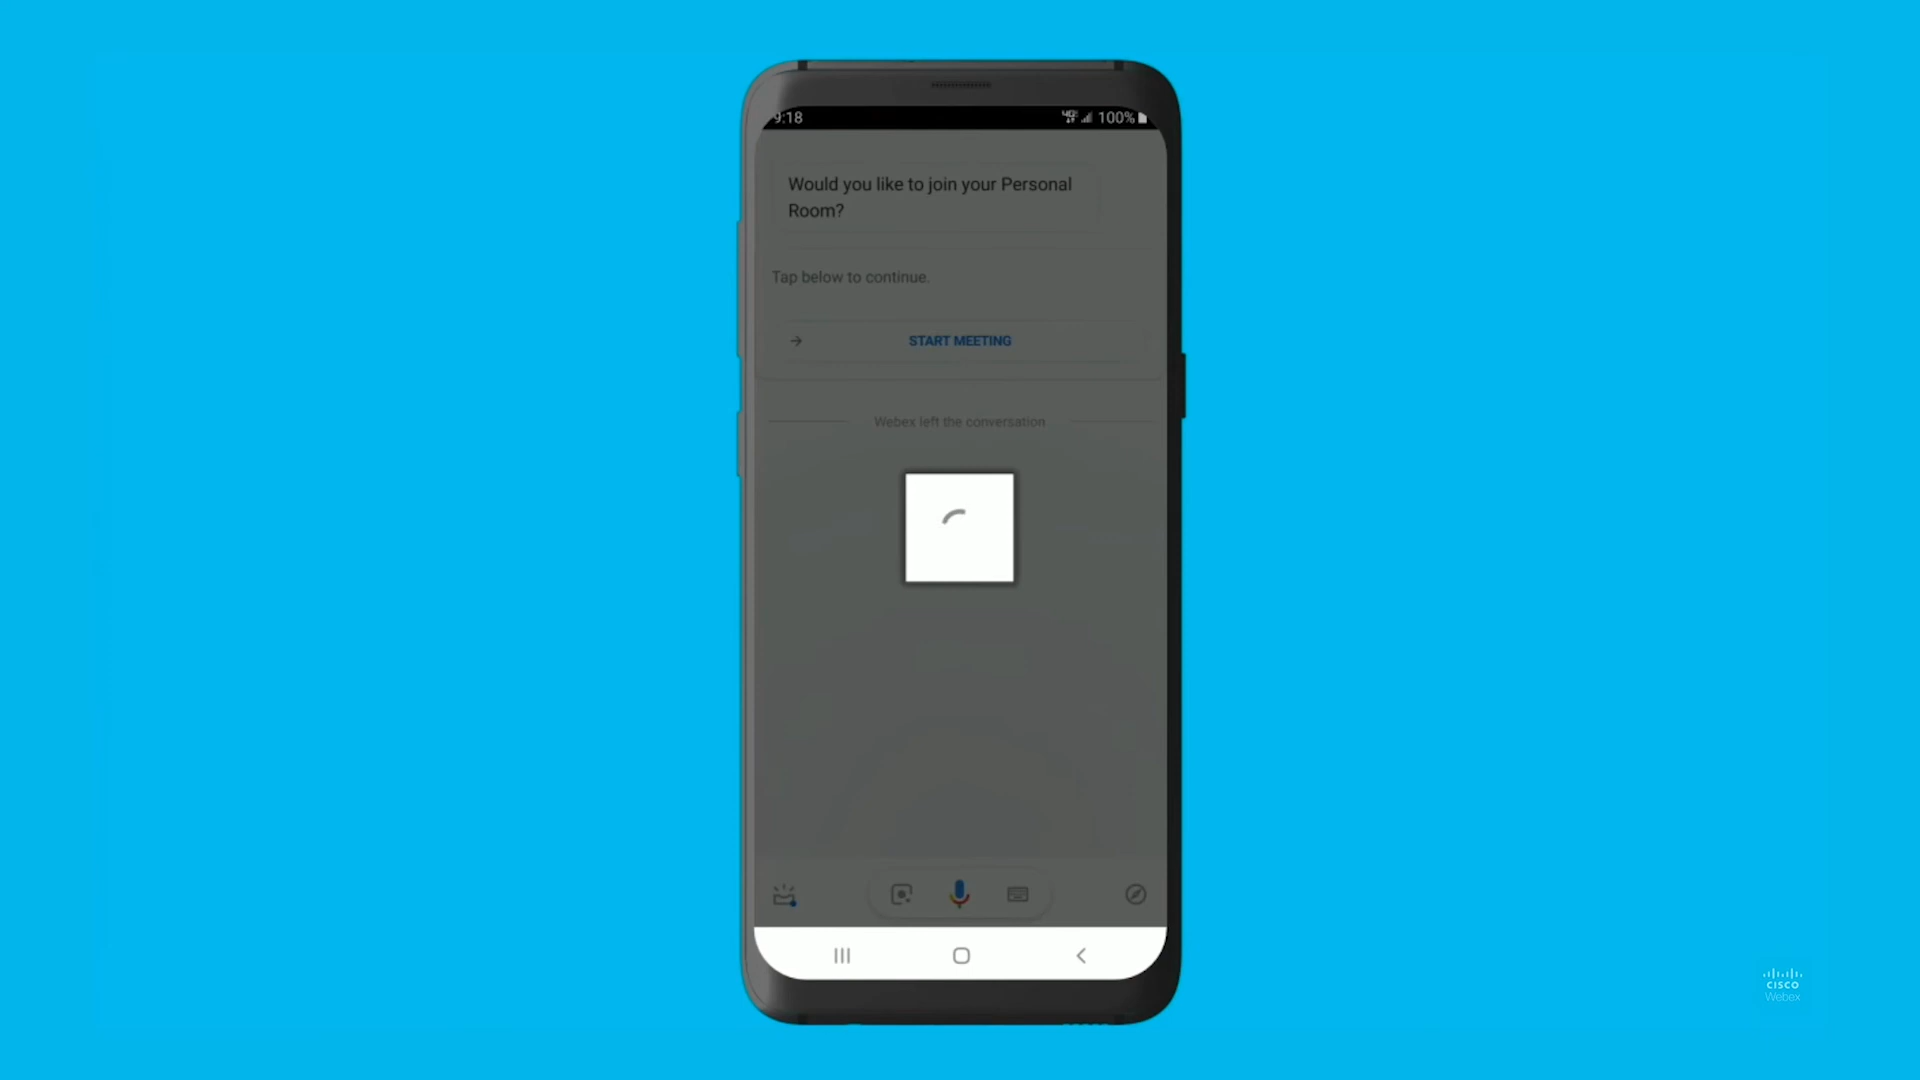 9:18
100%
Would you like to join your Personal
Room?
Tap below to continue.
START MEETING
Webex left the conversation
CISCO
Webex